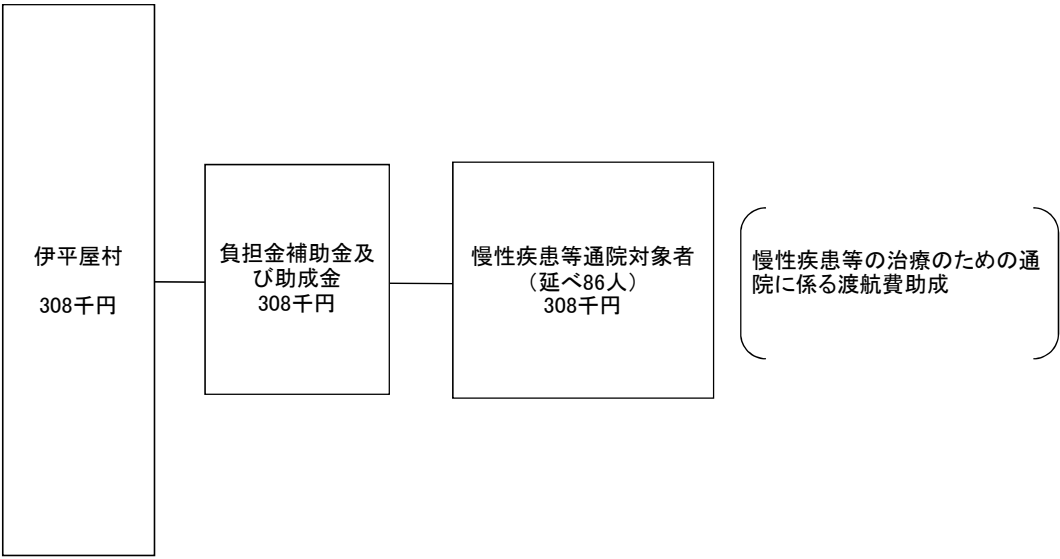 伊平屋村
308千円
負担金補助金及
び助成金
308千円
慢性疾患等通院対象者
（延べ86人）
308千円
慢性疾患等の治療のための通
院に係る渡航費助成